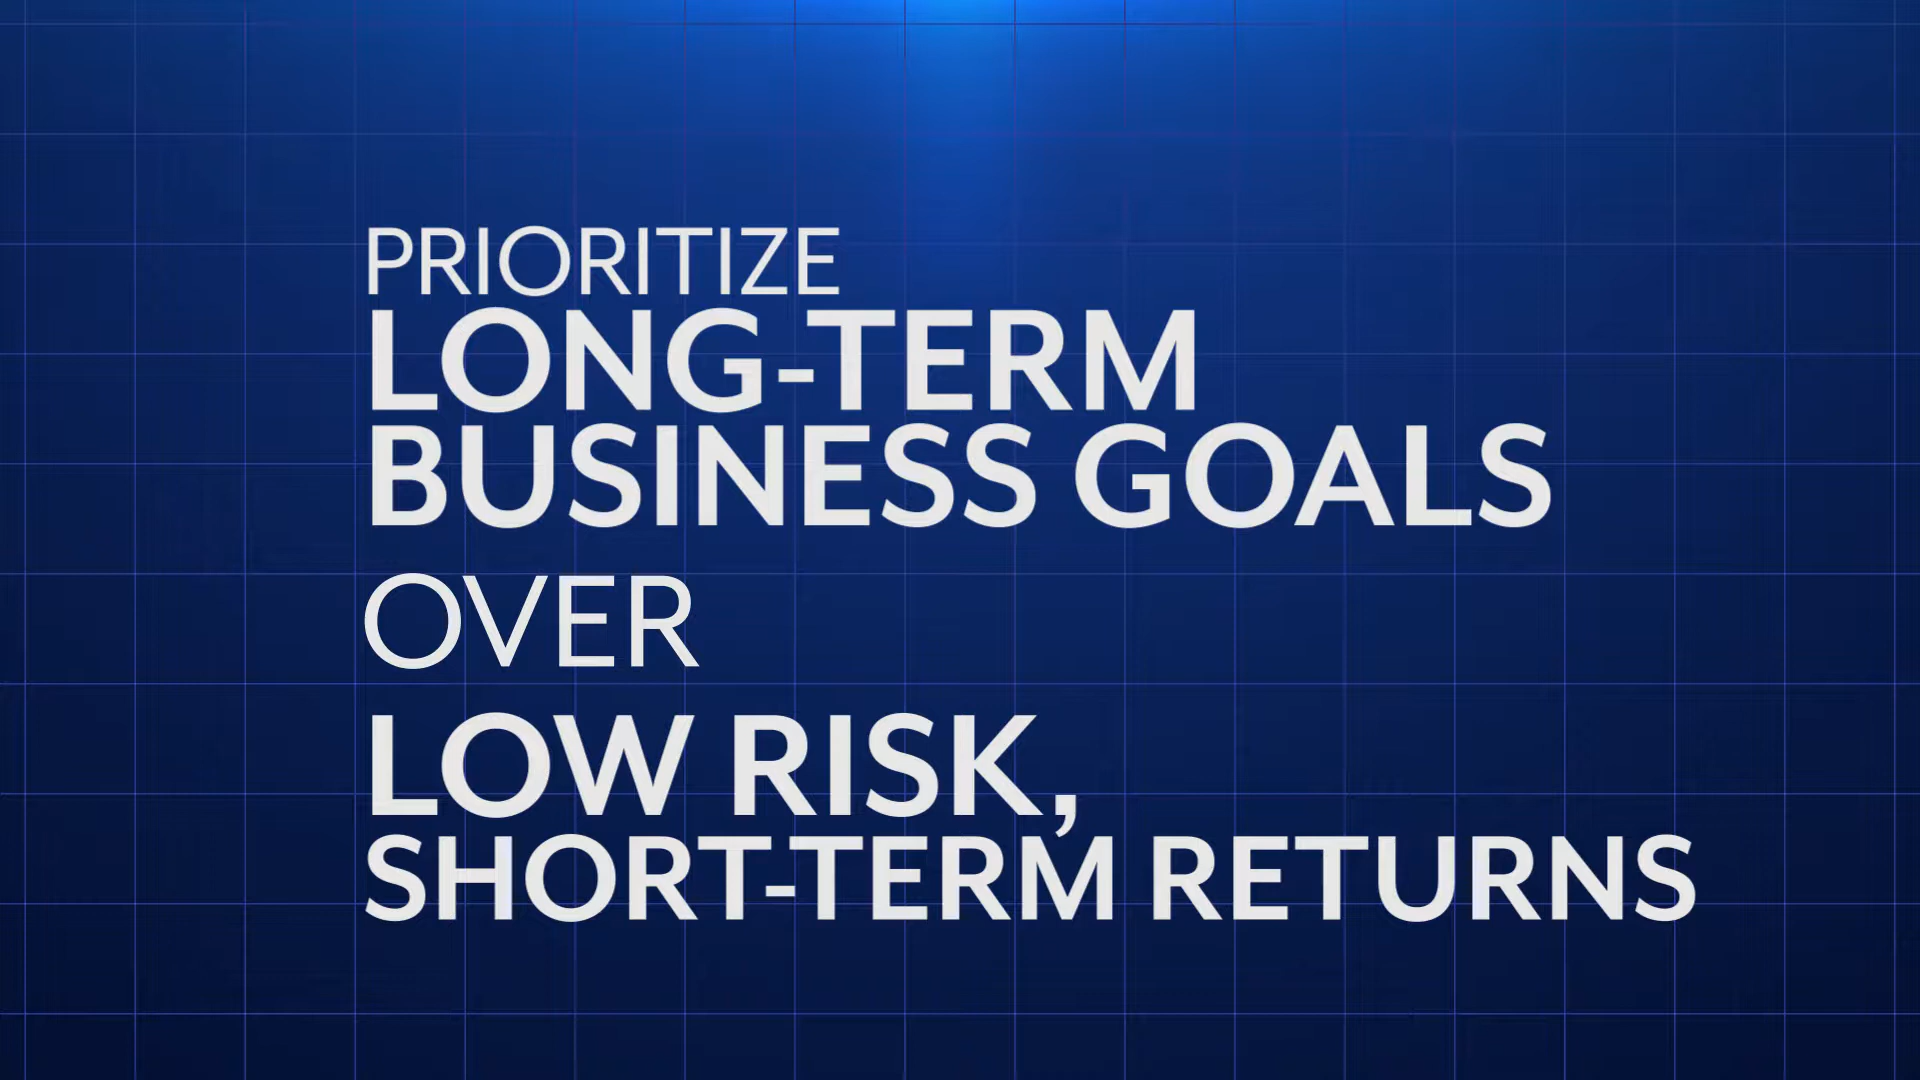 PRIORITIZE
LONG-TERM
BUSINESS GOALS
OVER
LOW RISK,
SHORT-TERM RETURNS